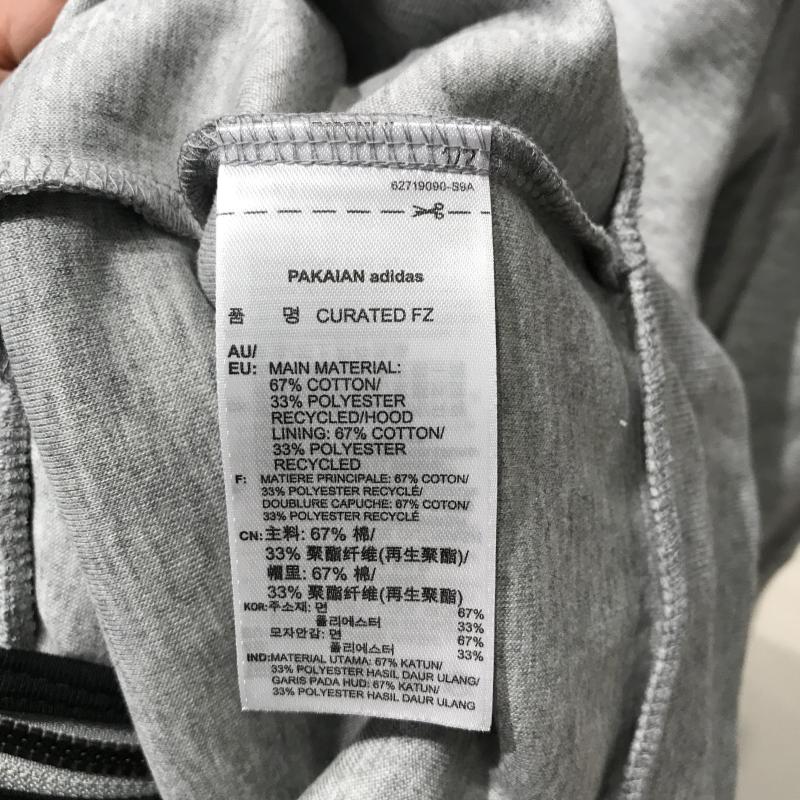 1/2
62719090-S9A
PAKAIAN adidas
품 명 CURATED FZ
AU/
EU: MAIN MATERIAL:
67% COTTON/
33% POLYESTER
RECYCLED/HOOD
LINING: 67% COTTON/
33% POLYESTER
RECYCLED
F: MATIERE PRINCIPALE: 67% COTON/
33% POLYESTER RECYCLÉ/
DOUBLURE CAPUCHE: 67% COTON/
33% POLYESTER RECYCLÉ
CN: 主料: 67% 棉/
33% 聚酯纤维(再生聚酯)/
帽里: 67% 棉/
33% 聚酯纤维(再生聚酯)
KOR: 주소재: 면 67%
폴리에스터 33%
모자안감: 면 67%
폴리에스터 33%
IND: MATERIAL UTAMA: 67% KATUN/
33% POLYESTER HASIL DAUR ULANG/
GARIS PADA HUD: 67% KATUN/
33% POLYESTER HASIL DAUR ULANG